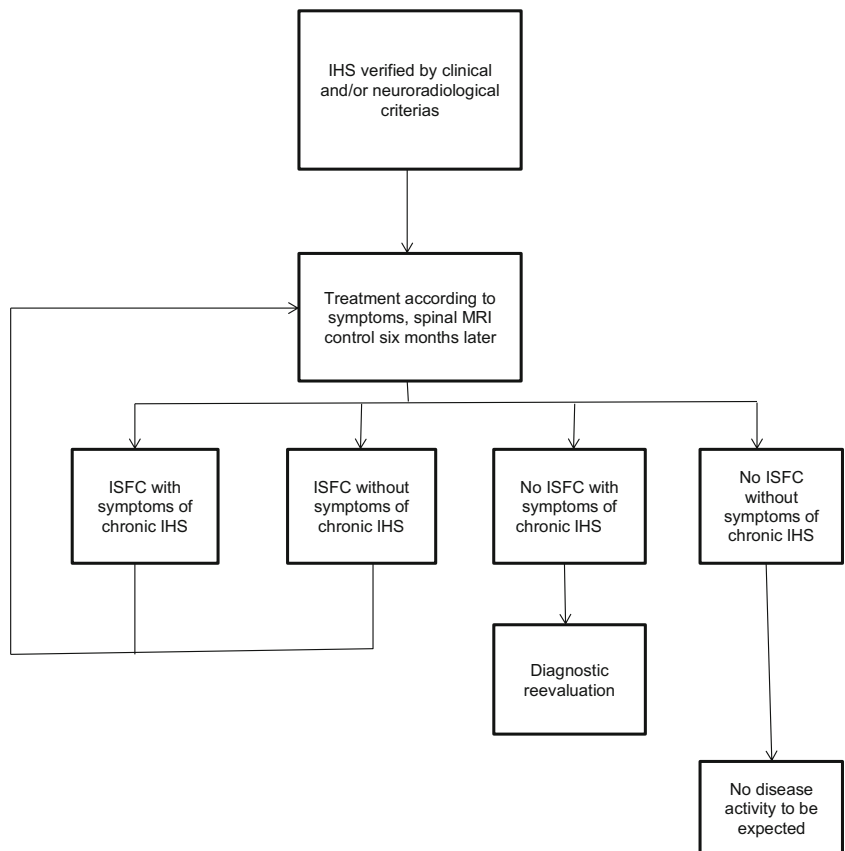 IHS verified by clinical
and/or neuroradiological
criterias
Treatment according to
symptoms, spinal MRI
control six months later
ISFC with
symptoms of
chronic IHS
ISFC without
symptoms of
chronic IHS
No ISFC with
symptoms of
chronic IHS
No ISFC
without
symptoms of
chronic IHS
Diagnostic
reevaluation
No disease
activity to be
expected